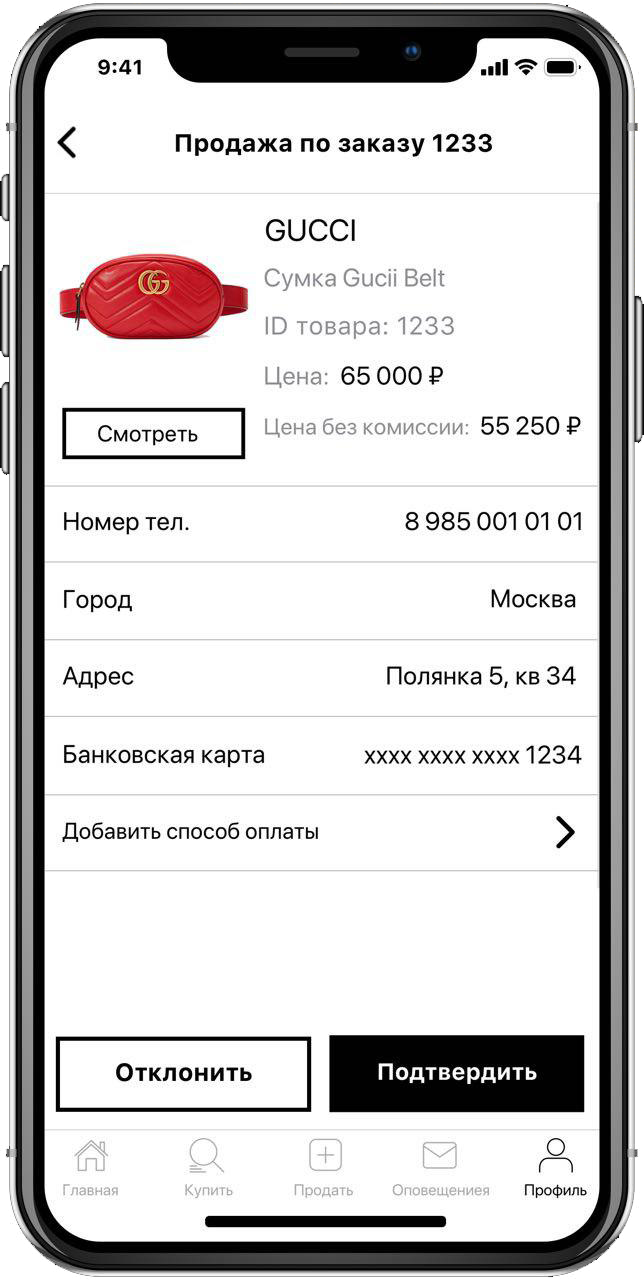 9:41
Продажа по заказу 1233
GUCCI
Сумка Gucii Belt
ID товара: 1233
Цена: 65 000 ₽
Смотреть
Цена без комиссии: 55 250 ₽
Номер тел. 8 985 001 01 01
Город Москва
Адрес Полянка 5, кв 34
Банковская карта xxxx xxxx xxxx 1234
Добавить способ оплаты
Отклонить Подтвердить
Главная Купить Продать Оповещениея Профиль